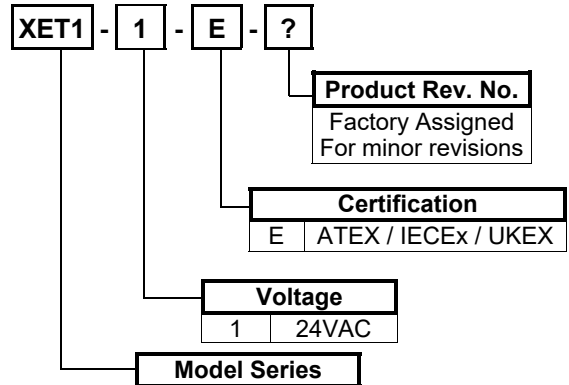 XET1 - 1 - E - ?
Product Rev. No.
Factory Assigned
For minor revisions
Certification
E ATEX / IECEx / UKEX
Voltage
1 24VAC
Model Series